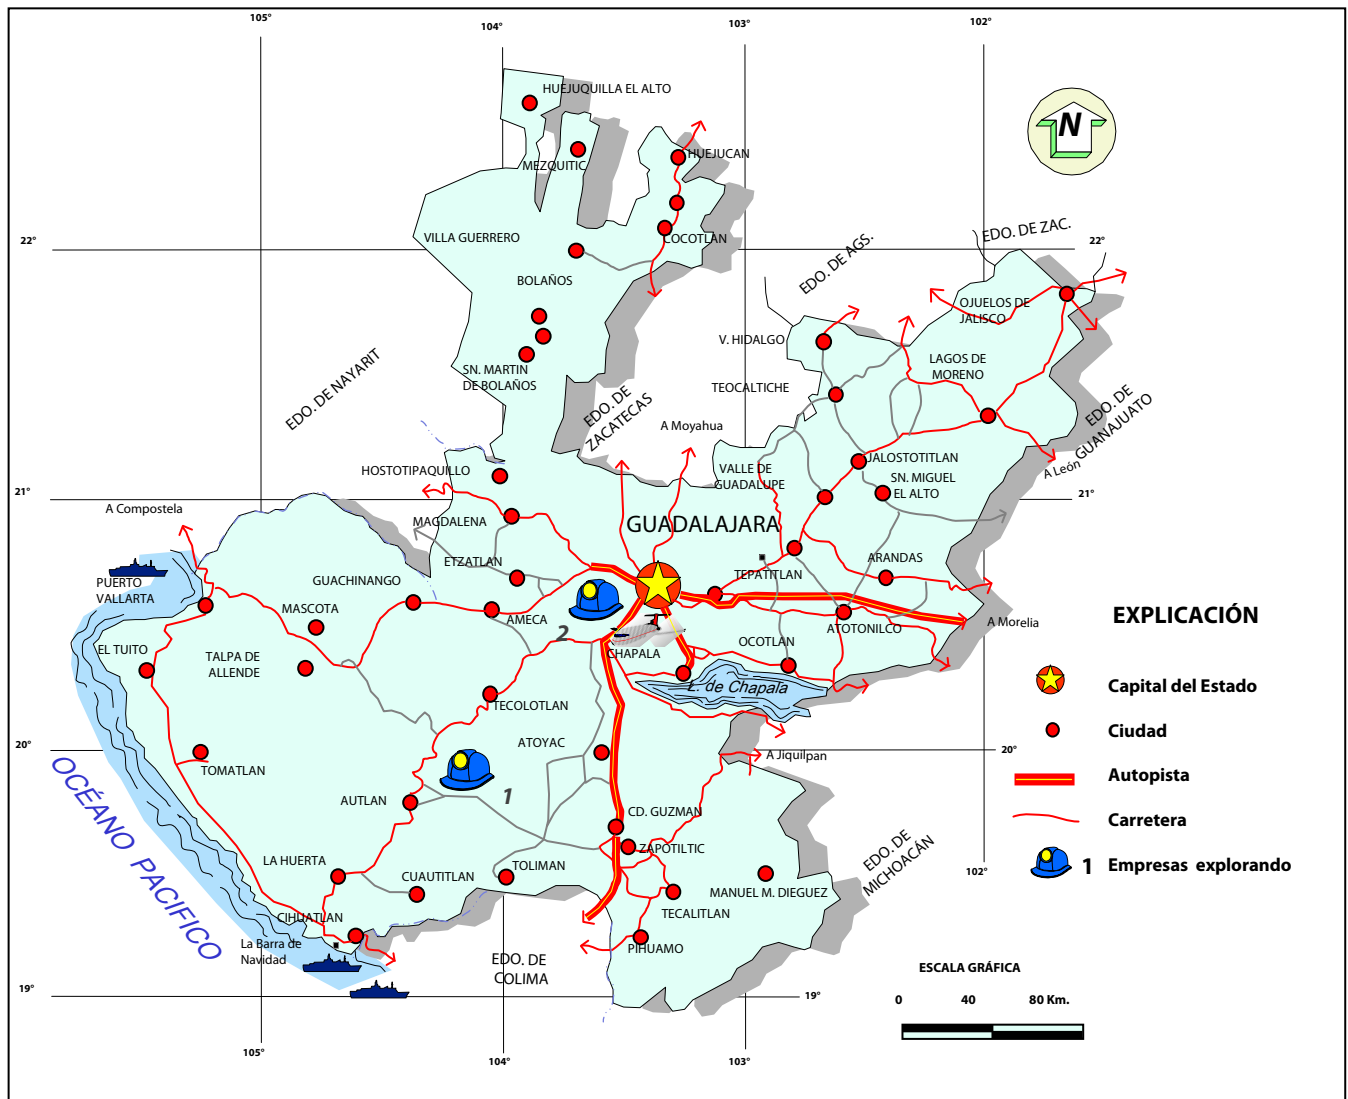 105°
104°
103°
102°
HUEJUQUILLA EL ALTO
N
HUEJUCAN
MEZQUITIC
EDO. DE ZAC.
22°
VILLA GUERRERO
COCOTLAN
EDO. DE AGS.
22°
BOLAÑOS
OJUELOS DE
JALISCO
V. HIDALGO
EDO. DE NAYARIT
SN. MARTIN
DE BOLAÑOS
LAGOS DE
MORENO
TEOCALTICHE
EDO. DE
ZACATECAS
EDO. DE
GUANAJUATO
A Moyahua
HOSTOTIPAQUILLO
VALLE DE
GUADALUPE
JALOSTOTITLAN
A León
SN. MIGUEL
EL ALTO
21°
21°
A Compostela
MAGDALENA
GUADALAJARA
ETZATLAN
ARANDAS
PUERTO
VALLARTA
GUACHINANGO
TEPATITLAN
MASCOTA
AMECA
2
ATOTONILCO
A Morelia
EXPLICACIÓN
EL TUITO
TALPA DE
ALLENDE
CHAPALA
OCOTLAN
L. de Chapala
Capital del Estado
TECOLOTLAN
Ciudad
20°
ATOYAC
20°
A Jiquilpan
TOMATLAN
Autopista
OCÉANO PACIFICO
1
AUTLAN
CD. GUZMAN
Carretera
ZAPOTILTIC
EDO. DE
MICHOACÁN
LA HUERTA
TOLIMAN
1 Empresas explorando
102°
CUAUTITLAN
MANUEL M. DIEGUEZ
TECALITLAN
CIHUATLAN
La Barra de
Navidad
PIHUAMO
EDO. DE
COLIMA
ESCALA GRÁFICA
19°
19°
0 40 80 Km.
105°
104°
103°